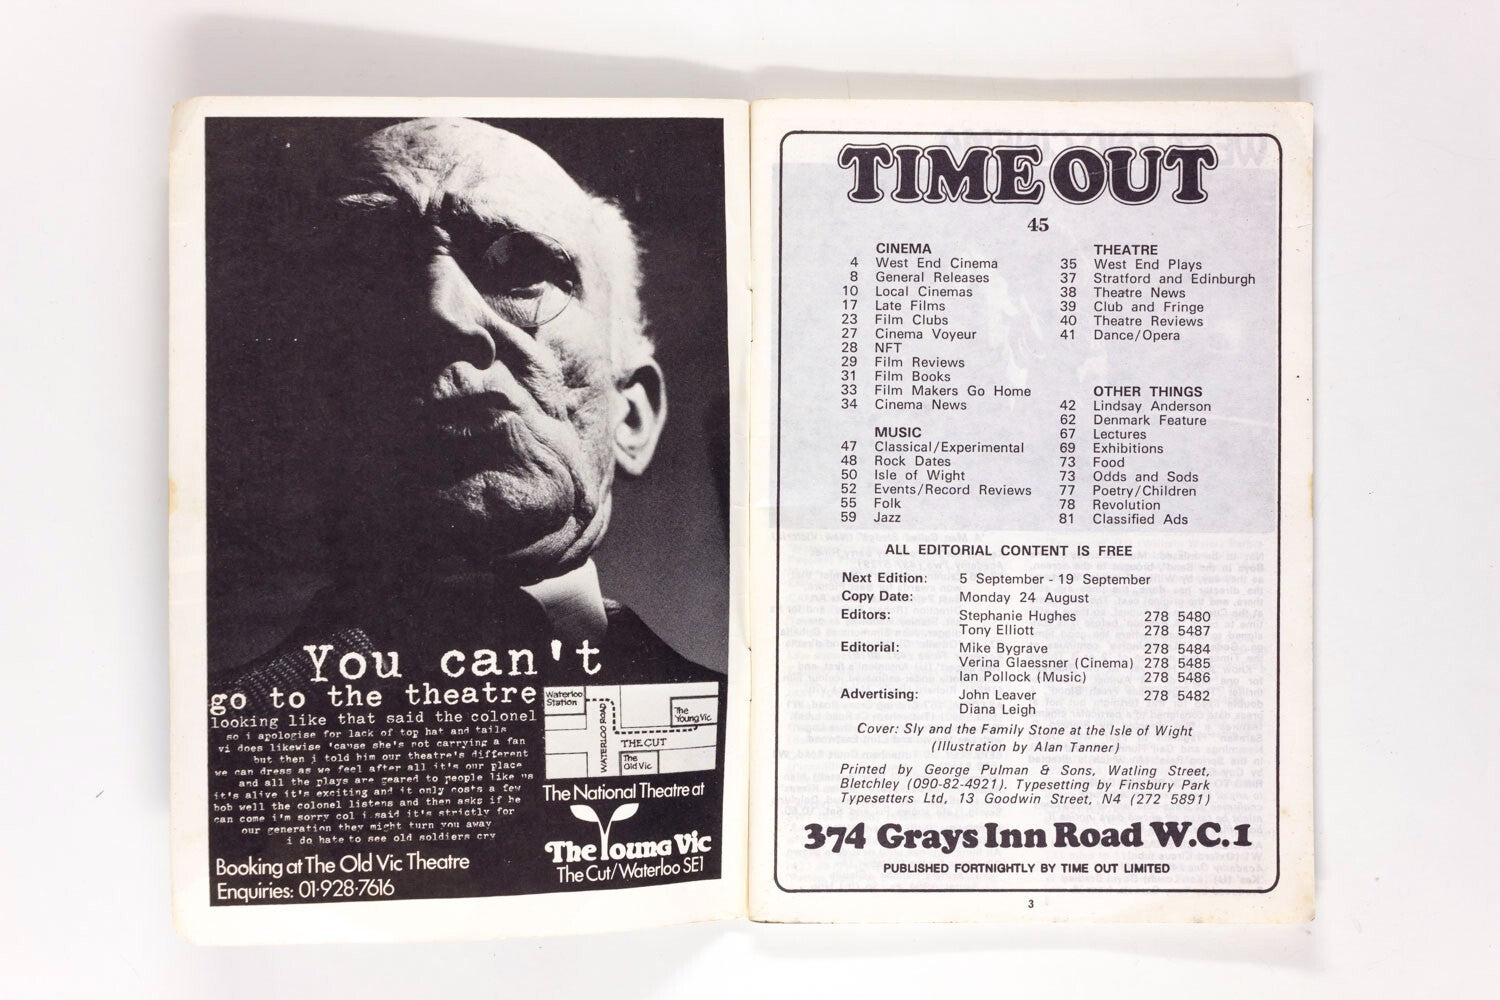 You can't
go to the theatre
looking like that said the colonel
so i apologise for lack of top hat and tails
vi does likewise 'cause she's not carrying a fan
but then i told him our theatre's different
we can dress as we feel after all it's our place
and all the plays are geared to people like us
it's alive it's exciting and it only costs a few
bob well the colonel listens and then asks if he
can come i'm sorry col i said it's strictly for
our generation they might turn you away
i do hate to see old soldiers cry
Booking at The Old Vic Theatre
Enquiries: 01-928-7616
Waterloo
Station
WATERLOO ROAD
The
Young Vic
THE CUT
The
Old Vic
The National Theatre at
The Young Vic
The Cut/Waterloo SE1
TIME OUT
45
CINEMA
4 West End Cinema
8 General Releases
10 Local Cinemas
17 Late Films
23 Film Clubs
27 Cinema Voyeur
28 NFT
29 Film Reviews
31 Film Books
33 Film Makers Go Home
34 Cinema News
MUSIC
47 Classical/Experimental
48 Rock Dates
50 Isle of Wight
52 Events/Record Reviews
55 Folk
59 Jazz
THEATRE
35 West End Plays
37 Stratford and Edinburgh
38 Theatre News
39 Club and Fringe
40 Theatre Reviews
41 Dance/Opera
OTHER THINGS
42 Lindsay Anderson
62 Denmark Feature
67 Lectures
69 Exhibitions
73 Food
73 Odds and Sods
77 Poetry/Children
78 Revolution
81 Classified Ads
ALL EDITORIAL CONTENT IS FREE
Next Edition: 5 September - 19 September
Copy Date: Monday 24 August
Editors: Stephanie Hughes 278 5480
Tony Elliott 278 5487
Editorial: Mike Bygrave 278 5484
Verina Glaessner (Cinema) 278 5485
Ian Pollock (Music) 278 5486
Advertising: John Leaver 278 5482
Diana Leigh
Cover: Sly and the Family Stone at the Isle of Wight
(Illustration by Alan Tanner)
Printed by George Pulman & Sons, Watling Street,
Bletchley (090-82-4921). Typesetting by Finsbury Park
Typesetters Ltd, 13 Goodwin Street, N4 (272 5891)
374 Grays Inn Road W.C.1
PUBLISHED FORTNIGHTLY BY TIME OUT LIMITED
3